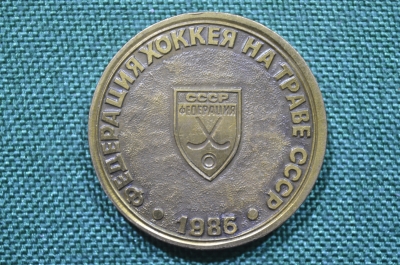 ФЕДЕРАЦИЯ ХОККЕЯ НА ТРАВЕ СССР
СССР
ФЕДЕРАЦИЯ
• 1986 •